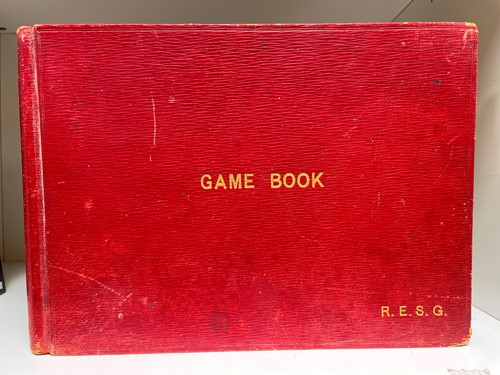 GAME BOOK
R. E. S. G.